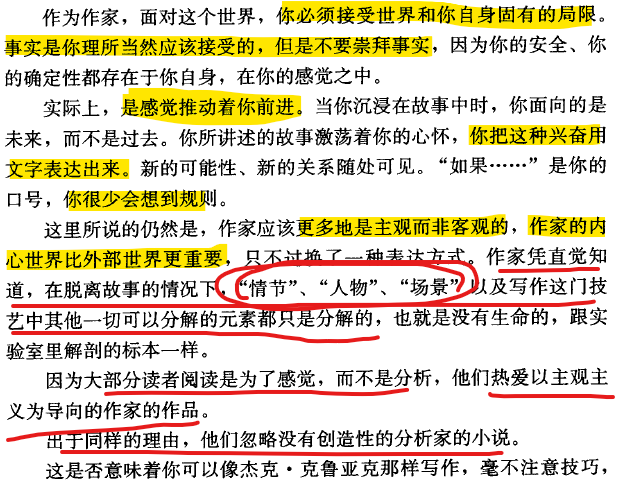 作为作家，面对这个世界，你必须接受世界和你自身固有的局限。
事实是你理所当然应该接受的，但是不要崇拜事实，因为你的安全、你
的确定性都存在于你自身，在你的感觉之中。
实际上，是感觉推动着你前进。当你沉浸在故事中时，你面向的是
未来，而不是过去。你所讲述的故事激荡着你的心怀，你把这种兴奋用
文字表达出来。新的可能性、新的关系随处可见。“如果……”是你的
口号，你很少会想到规则。
这里所说的仍然是，作家应该更多地是主观而非客观的，作家的内
心世界比外部世界更重要，只不过换了一种表达方式。作家凭直觉知
道，在脱离故事的情况下，“情节”、“人物”、“场景”以及写作这门技
艺中其他一切可以分解的元素都只是分解的，也就是没有生命的，跟实
验室里解剖的标本一样。
因为大部分读者阅读是为了感觉，而不是分析，他们热爱以主观主
义为导向的作家的作品。
出于同样的理由，他们忽略没有创造性的分析家的小说。
这是否意味着你可以像杰克·克鲁亚克那样写作，毫不注意技巧，